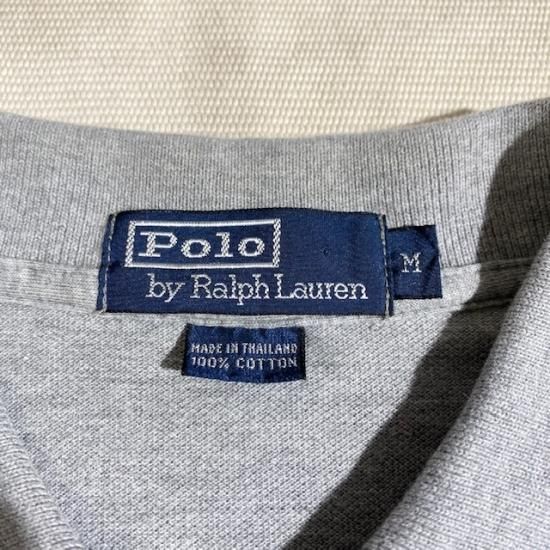 Polo
by Ralph Lauren
M
MADE IN THAILAND
100% COTTON